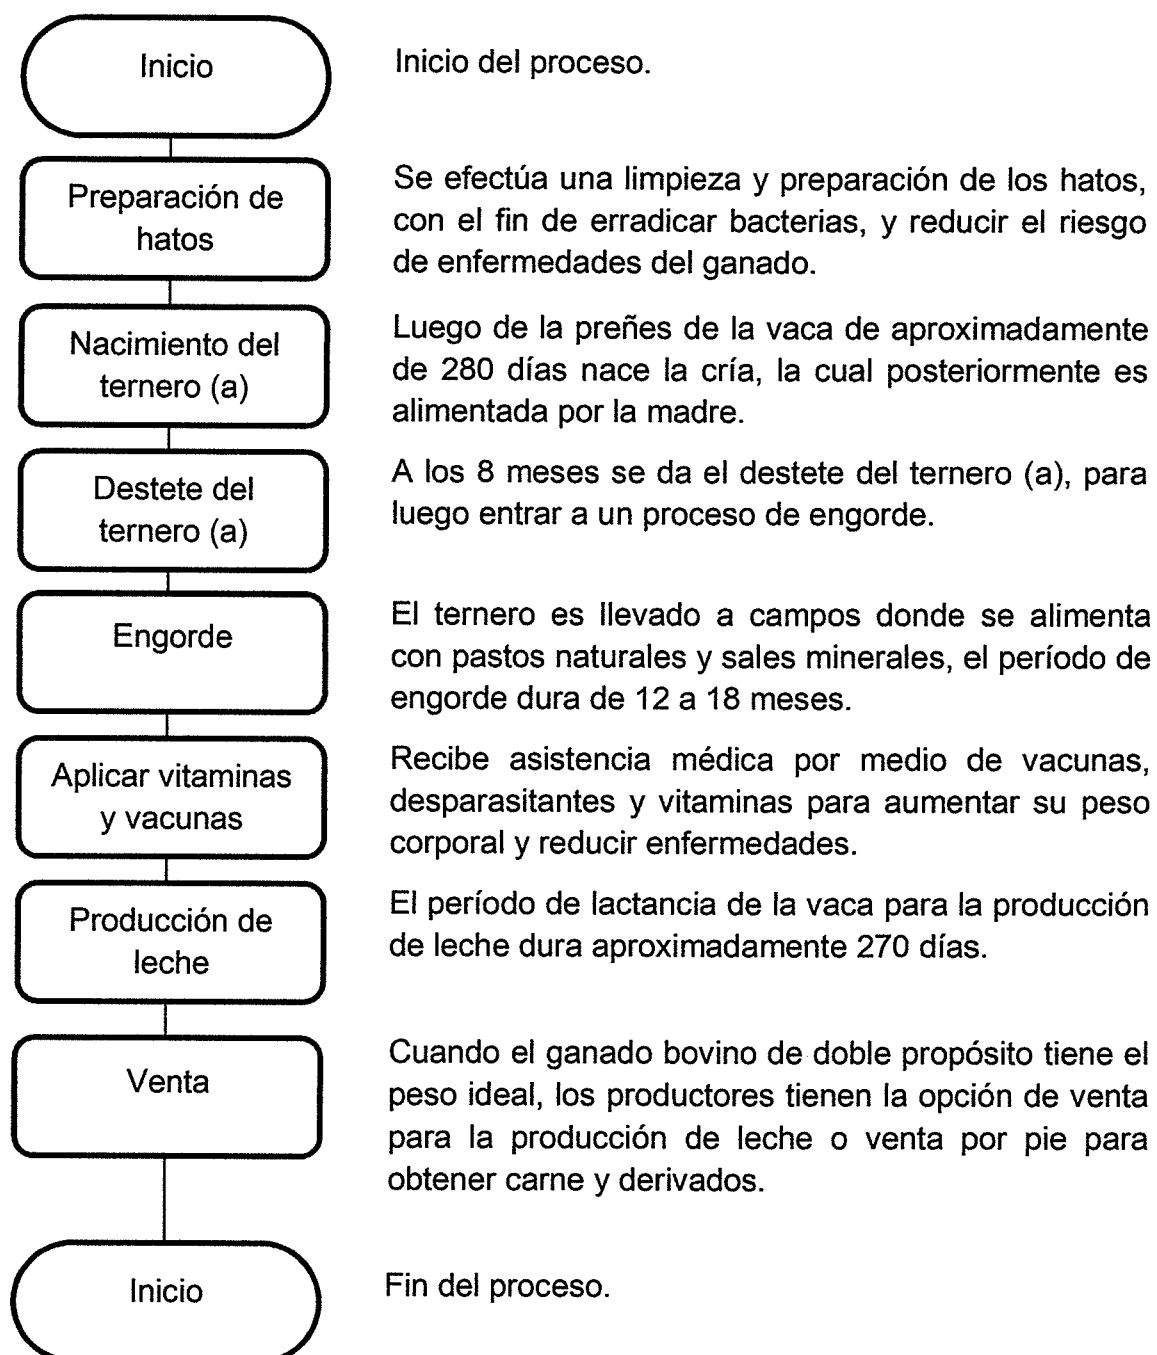 Inicio
Inicio del proceso.
Preparación de
hatos
Se efectúa una limpieza y preparación de los hatos,
con el fin de erradicar bacterias, y reducir el riesgo
de enfermedades del ganado.
Nacimiento del
ternero (a)
Luego de la preñes de la vaca de aproximadamente
de 280 días nace la cría, la cual posteriormente es
alimentada por la madre.
Destete del
ternero (a)
A los 8 meses se da el destete del ternero (a), para
luego entrar a un proceso de engorde.
Engorde
El ternero es llevado a campos donde se alimenta
con pastos naturales y sales minerales, el período de
engorde dura de 12 a 18 meses.
Aplicar vitaminas
y vacunas
Recibe asistencia médica por medio de vacunas,
desparasitantes y vitaminas para aumentar su peso
corporal y reducir enfermedades.
Producción de
leche
El período de lactancia de la vaca para la producción
de leche dura aproximadamente 270 días.
Venta
Cuando el ganado bovino de doble propósito tiene el
peso ideal, los productores tienen la opción de venta
para la producción de leche o venta por pie para
obtener carne y derivados.
Inicio
Fin del proceso.